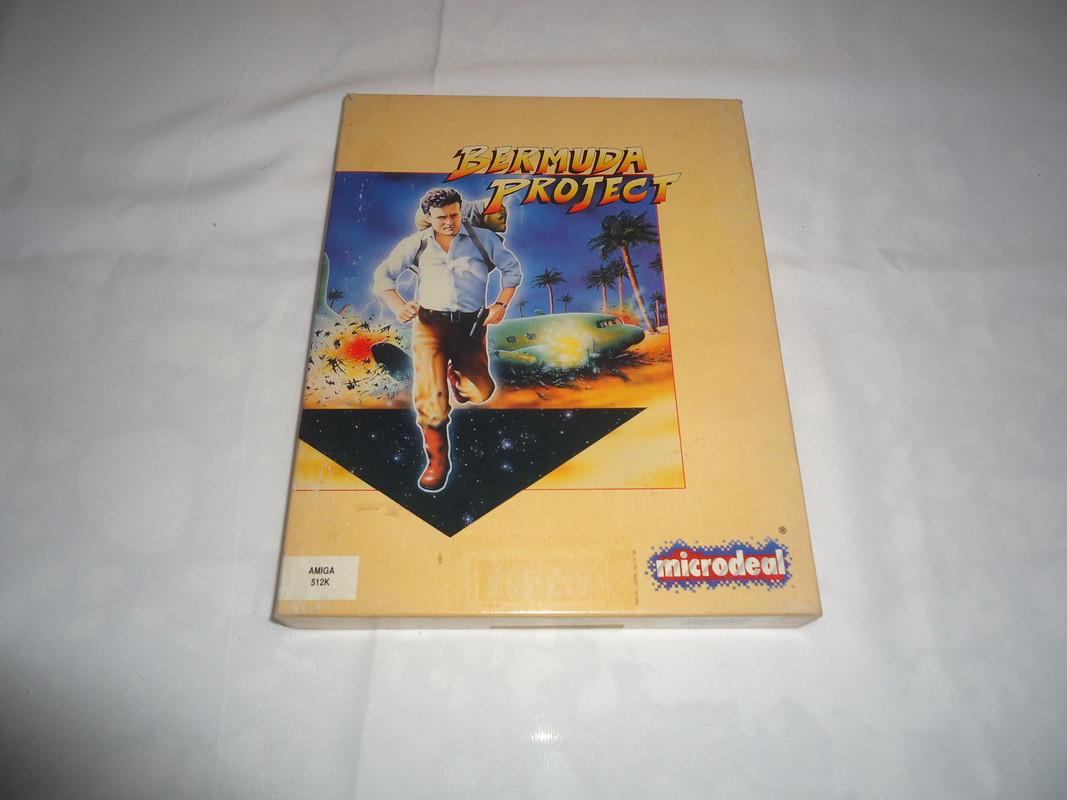 BERMUDA
PROJECT
AMIGA
512K
microdeal
®